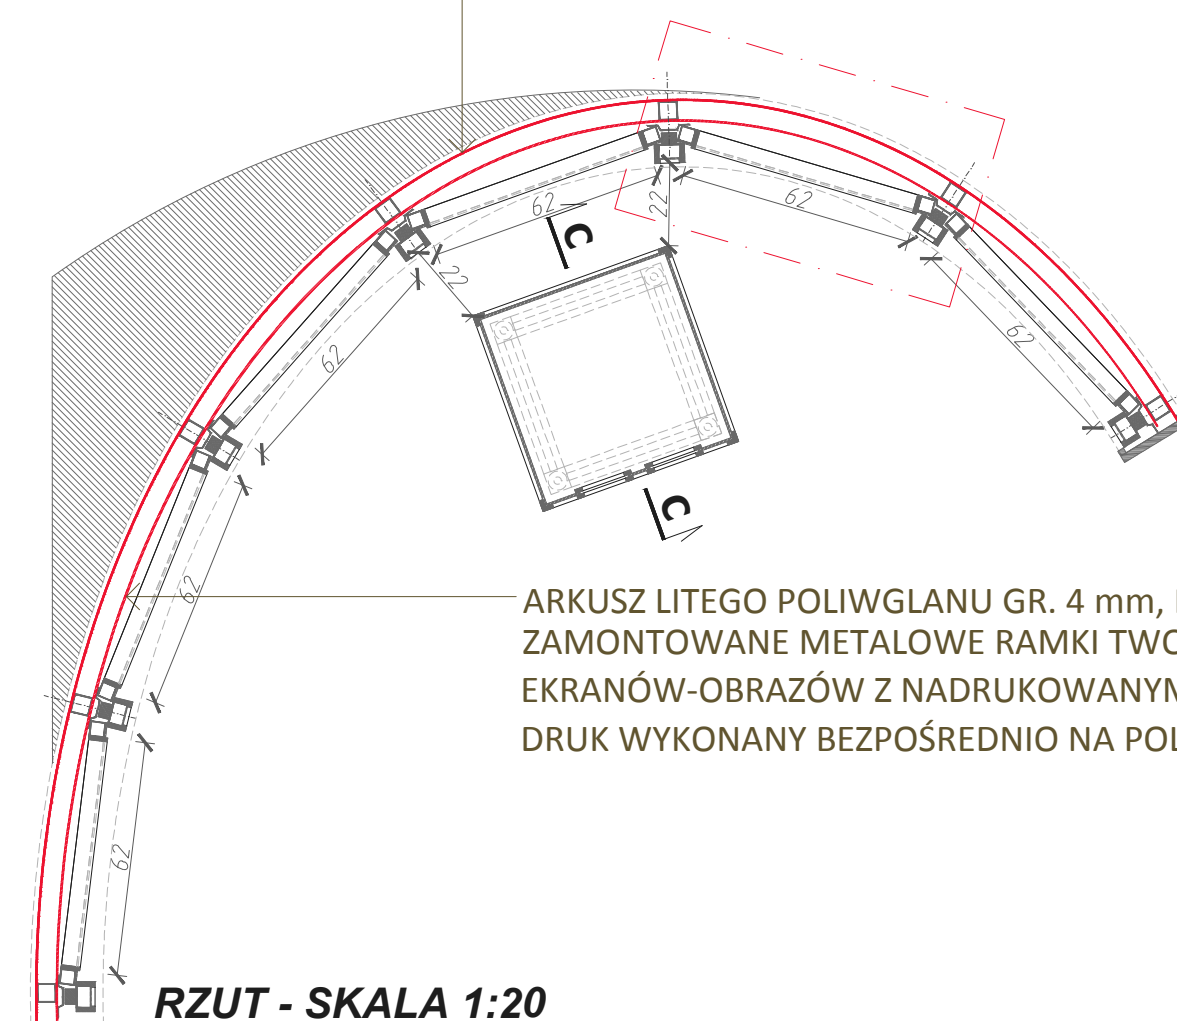 62
22
62
C
22
62
62
C
62
ARKUSZ LITEGO POLIWGLANU GR. 4 mm,
ZAMONTOWANE METALOWE RAMKI TWO
EKRANÓW-OBRAZÓW Z NADRUKOWANYM
DRUK WYKONANY BEZPOŚREDNIO NA POL
62
RZUT - SKALA 1:20